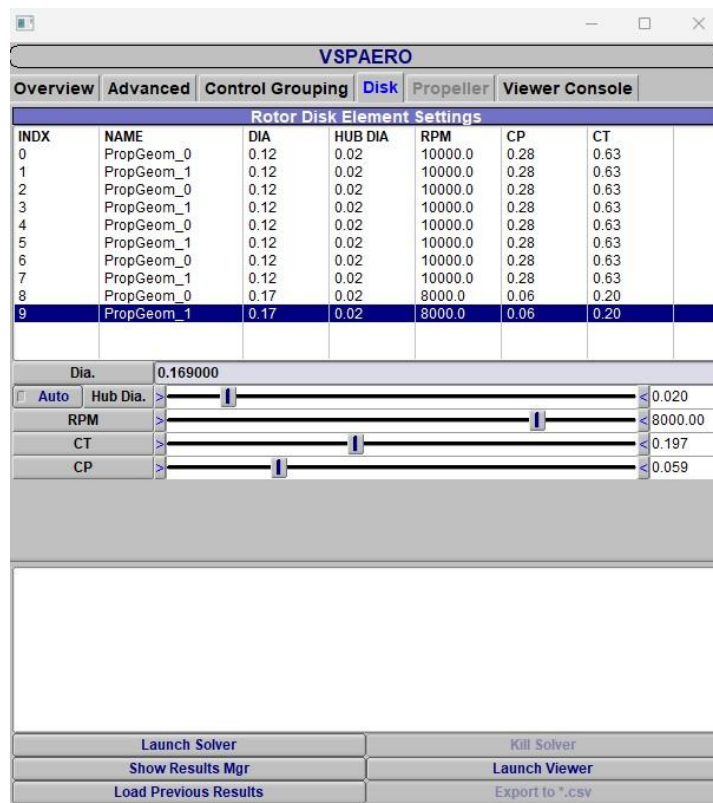 VSPAERO
Overview Advanced Control Grouping Disk Propeller Viewer Console
Rotor Disk Element Settings
INDX NAME DIA HUB DIA RPM CP CT
0 PropGeom_0 0.12 0.02 10000.0 0.28 0.63
1 PropGeom_1 0.12 0.02 10000.0 0.28 0.63
2 PropGeom_0 0.12 0.02 10000.0 0.28 0.63
3 PropGeom_1 0.12 0.02 10000.0 0.28 0.63
4 PropGeom_0 0.12 0.02 10000.0 0.28 0.63
5 PropGeom_1 0.12 0.02 10000.0 0.28 0.63
6 PropGeom_0 0.12 0.02 10000.0 0.28 0.63
7 PropGeom_1 0.12 0.02 10000.0 0.28 0.63
8 PropGeom_0 0.17 0.02 8000.0 0.06 0.20
9 PropGeom_1 0.17 0.02 8000.0 0.06 0.20
Dia. 0.169000
Auto Hub Dia. > < 0.020
RPM > < 8000.00
CT > < 0.197
CP > < 0.059
Launch Solver Kill Solver
Show Results Mgr Launch Viewer
Load Previous Results Export to *.csv